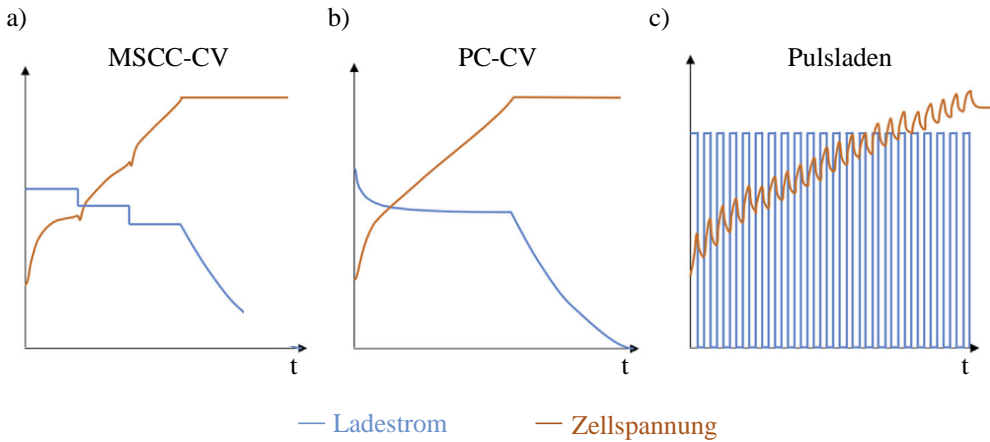 a)
b)
c)
MSCC-CV
PC-CV
Pulsladen
t
t
t
Ladestrom
Zellspannung